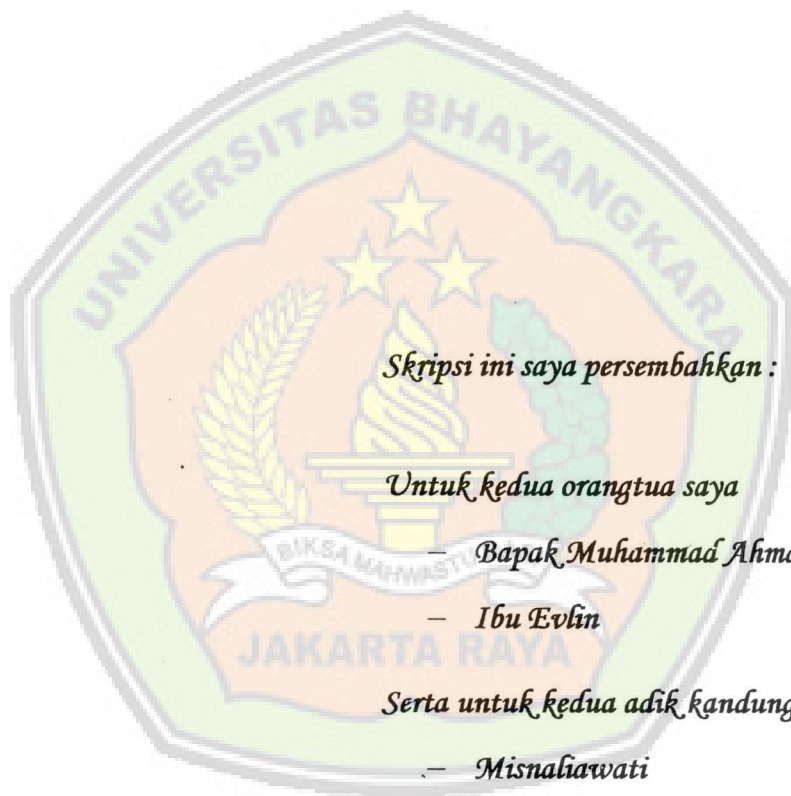 UNIVERSITAS BHAYANGKARA
Skripsi ini saya persembahkan :
Untuk kedua orangtua saya
– Bapak Muhammad
– Ibu Evlin
JAKARTA RAYA
Serta untuk kedua adik kandung
– Misnaliawati